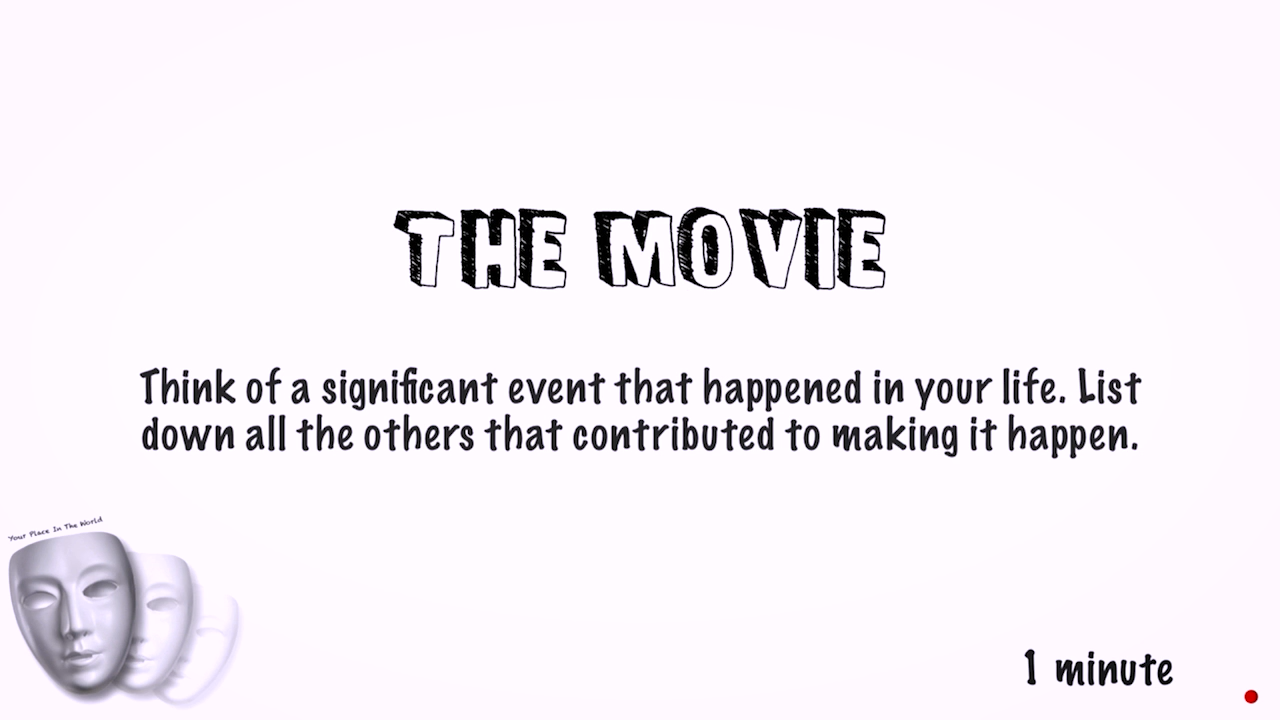 THE MOVIE
Think of a significant event that happened in your life. List
down all the others that contributed to making it happen.
Your Place In The World
1 minute